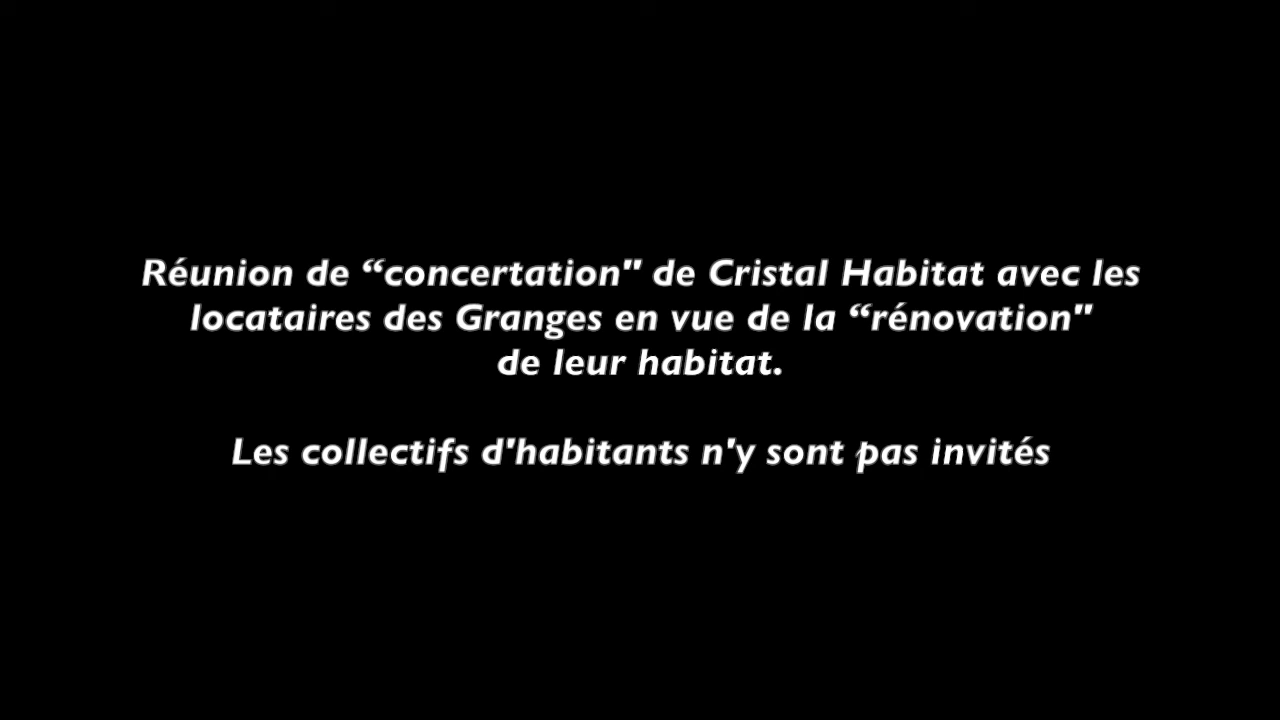 Réunion de “concertation" de Cristal Habitat avec les
locataires des Granges en vue de la “rénovation"
de leur habitat.
Les collectifs d'habitants n'y sont pas invités